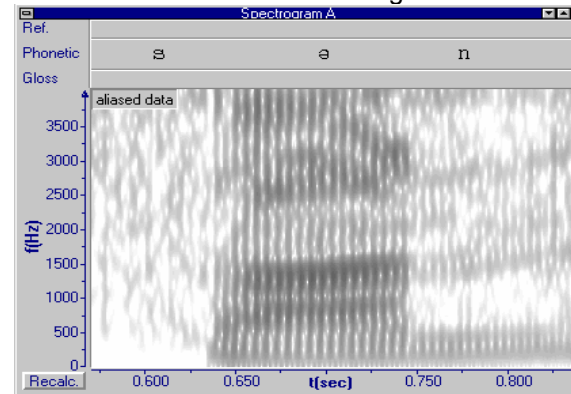 Spectrogram A
Ref.
Phonetic s ə n
Gloss
aliased data
3500
3000
2500
2000
1500
1000
500
0
f(Hz)
Recalc. 0.600 0.650 t(sec) 0.750 0.800